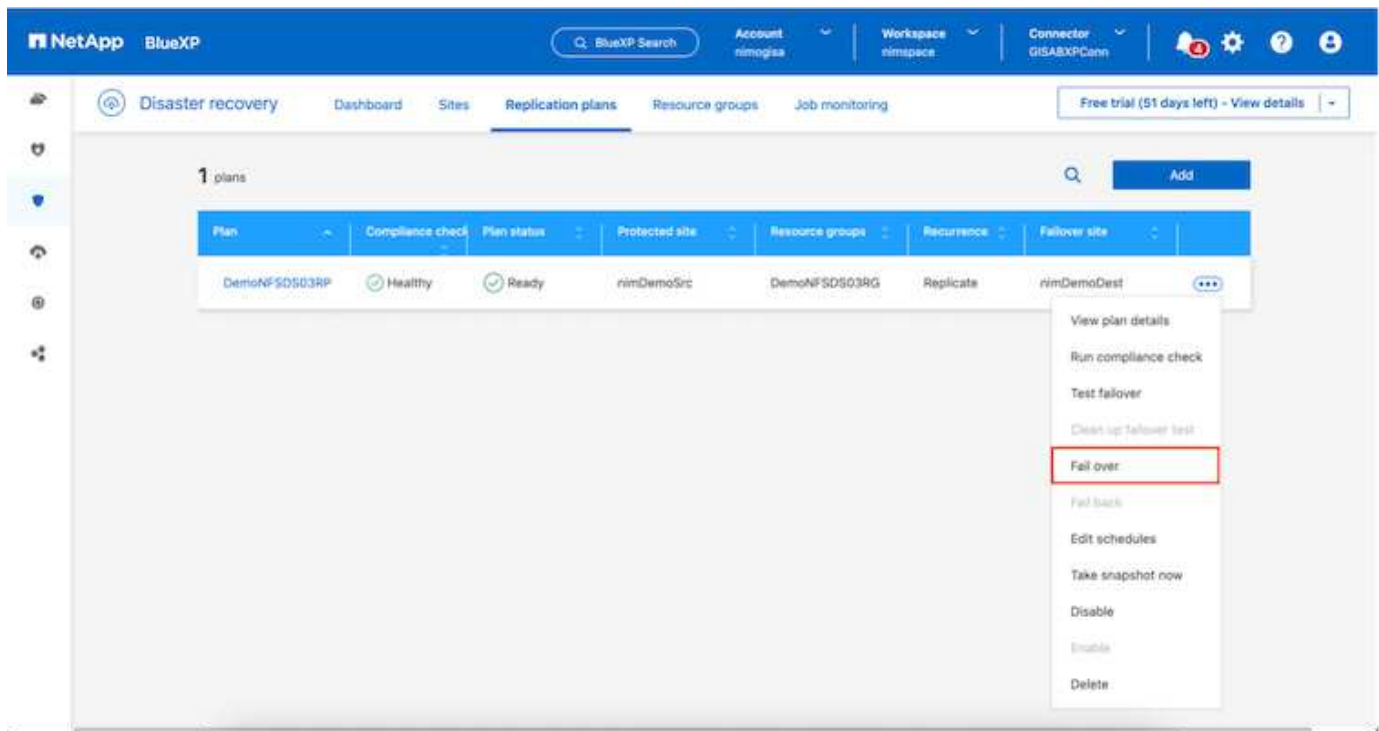 NetApp BlueXP
BlueXP Search
Account
nimogisa
Workspace
nimspace
Connector
GISABXPConn
4
Disaster recovery
Dashboard
Sites
Replication plans
Resource groups
Job monitoring
Free trial (51 days left) - View details
1 plans
Add
Plan
Compliance check
Plan status
Protected site
Resource groups
Recurrence
Failover site
DemoNFSDS03RP
Healthy
Ready
nimDemoSrc
DemoNFSDS03RG
Replicate
nimDemoDest
View plan details
Run compliance check
Test failover
Clean up failover test
Fail over
Fail back
Edit schedules
Take snapshot now
Disable
Enable
Delete